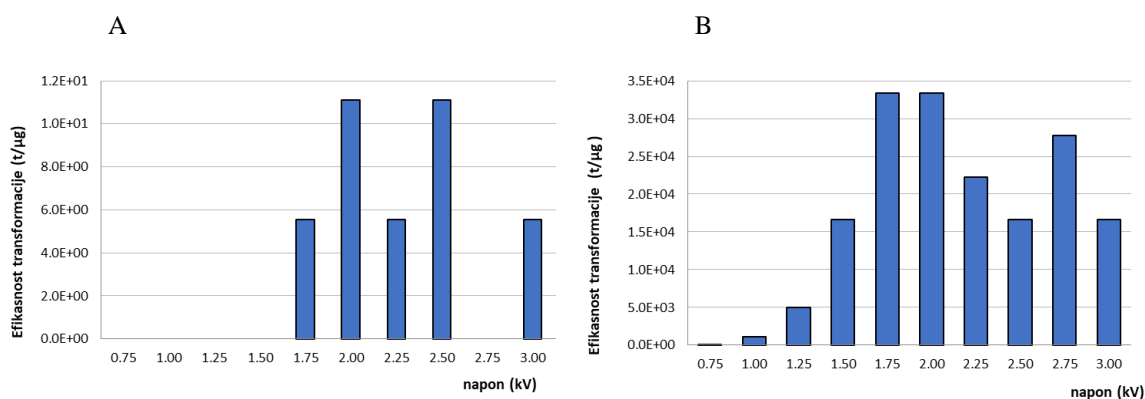 A
Efikasnost transformacije (t/µg)
1.2E+01
1.0E+01
8.0E+00
6.0E+00
4.0E+00
2.0E+00
0.0E+00
0.75 1.00 1.25 1.50 1.75 2.00 2.25 2.50 2.75 3.00
napon (kV)
B
Efikasnost transformacije (t/µg)
3.5E+04
3.0E+04
2.5E+04
2.0E+04
1.5E+04
1.0E+04
5.0E+03
0.0E+00
0.75 1.00 1.25 1.50 1.75 2.00 2.25 2.50 2.75 3.00
napon (kV)